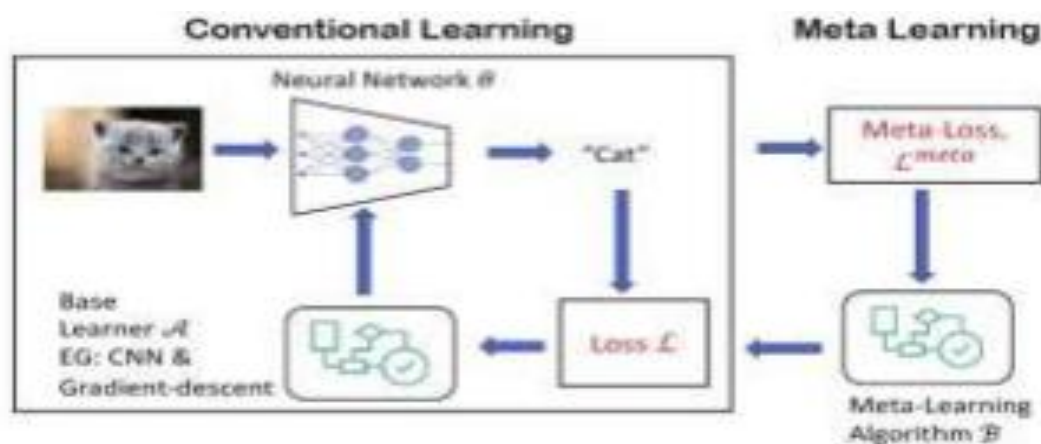 Conventional Learning
Meta Learning
Neural Network θ
"Cat"
Meta-Loss,
ℒmeta
Base
Learner 𝒜
EG: CNN &
Gradient-descent
Loss ℒ
Meta-Learning
Algorithm ℬ